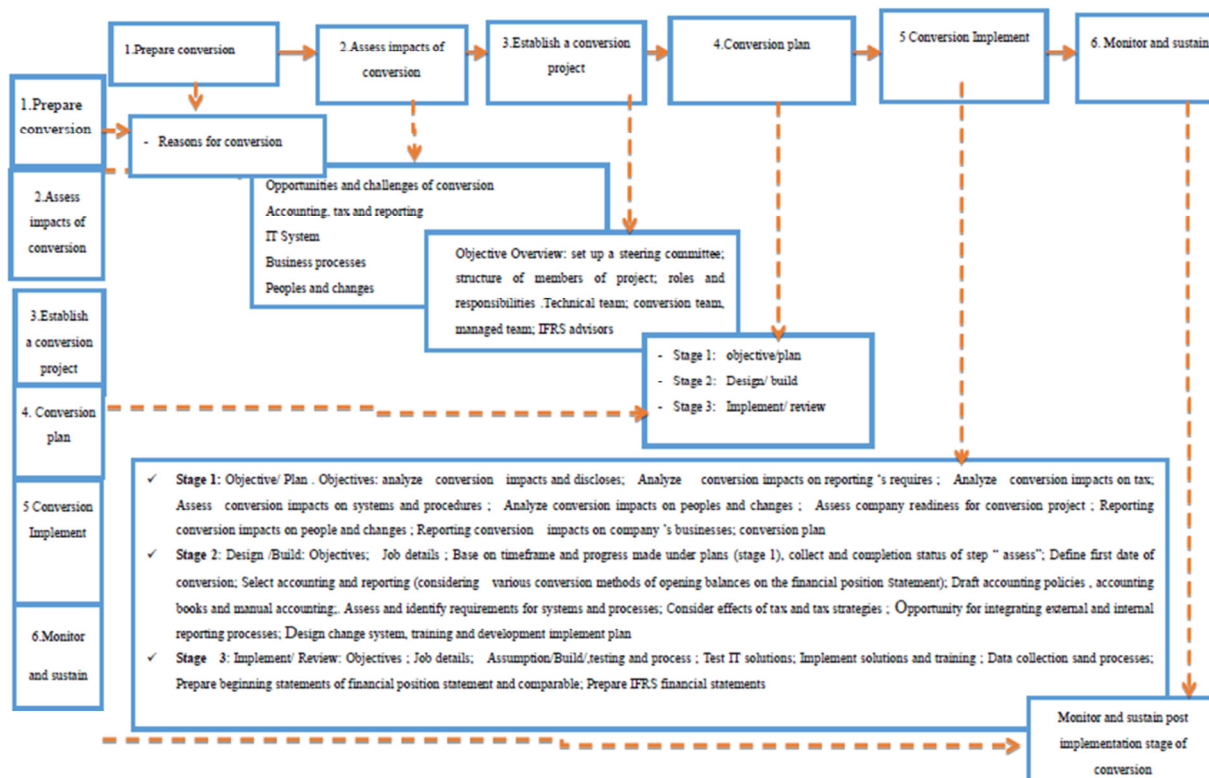 1.Prepare conversion
2.Assess impacts of
conversion
3.Establish a conversion
project
4.Conversion plan
5 Conversion Implement
6. Monitor and sustain
1.Prepare
conversion
- Reasons for conversion
2.Assess
impacts of
conversion
Opportunities and challenges of conversion
Accounting, tax and reporting
IT System
Business processes
Peoples and changes
Objective Overview: set up a steering committee;
structure of members of project; roles and
responsibilities .Technical team; conversion team,
managed team; IFRS advisors
3.Establish
a conversion
project
- Stage 1: objective/plan
- Stage 2: Design/ build
- Stage 3: Implement/ review
4. Conversion
plan
5 Conversion
Implement
✓ Stage 1: Objective/ Plan . Objectives: analyze conversion impacts and discloses; Analyze conversion impacts on reporting 's requires ; Analyze conversion impacts on tax;
Assess conversion impacts on systems and procedures ; Analyze conversion impacts on peoples and changes ; Assess company readiness for conversion project ; Reporting
conversion impacts on people and changes ; Reporting conversion impacts on company 's businesses; conversion plan
✓ Stage 2: Design /Build: Objectives; Job details ; Base on timeframe and progress made under plans (stage 1), collect and completion status of step " assess"; Define first date of
conversion; Select accounting and reporting (considering various conversion methods of opening balances on the financial position Statement); Draft accounting policies , accounting
books and manual accounting;. Assess and identify requirements for systems and processes; Consider effects of tax and tax strategies ; Opportunity for integrating external and internal
reporting processes; Design change system, training and development implement plan
✓ Stage 3: Implement/ Review: Objectives ; Job details; Assumption/Build/,testing and process ; Test IT solutions; Implement solutions and training ; Data collection sand processes;
Prepare beginning statements of financial position statement and comparable; Prepare IFRS financial statements
6.Monitor
and sustain
Monitor and sustain post
implementation stage of
conversion